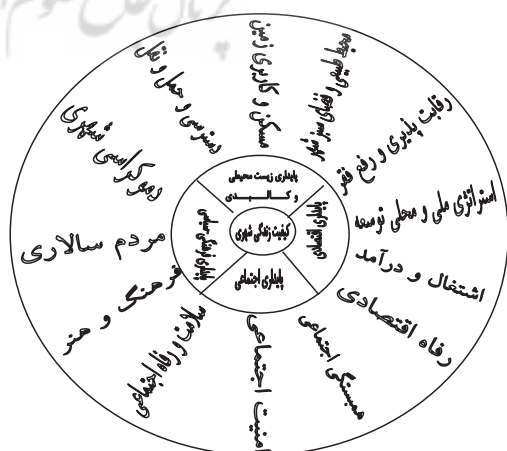 کیفیت زندگی شهری
پایداری زیست محیطی
و کالبدی
پایداری اقتصادی
پایداری اجتماعی
مسکن و کاربری زمین
محیط طبیعی و فضای سبز شهر
رقابت پذیری و رفع فقر
استراتژی ملی و محلی توسعه
اشتغال و درآمد
رفاه اقتصادی
همبستگی اجتماعی
امنیت اجتماعی
سلامت و رفاه اجتماعی
فرهنگ و هنر
مردم سالاری
دموکراسی شهری
دسترسی و حمل و نقل